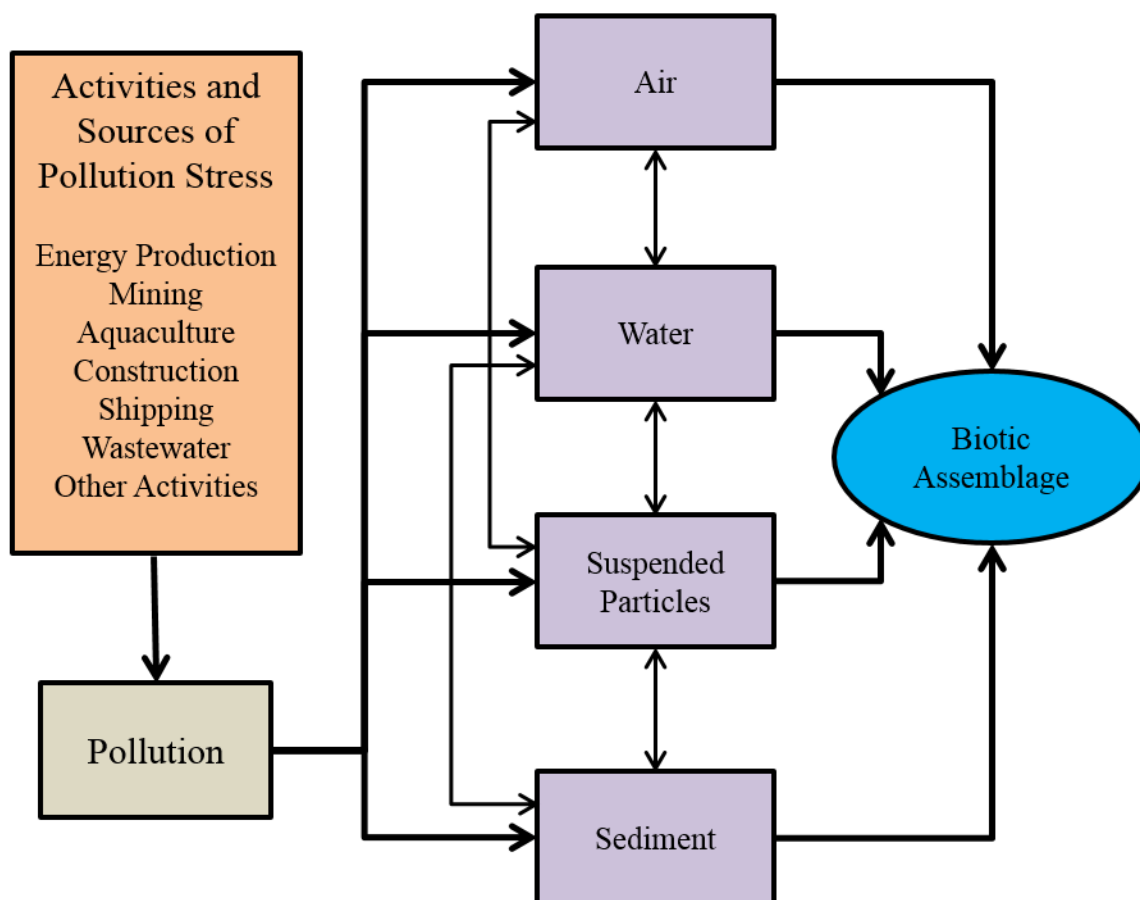 Activities and
Sources of
Pollution Stress
Energy Production
Mining
Aquaculture
Construction
Shipping
Wastewater
Other Activities
Pollution
Air
Water
Suspended
Particles
Sediment
Biotic
Assemblage